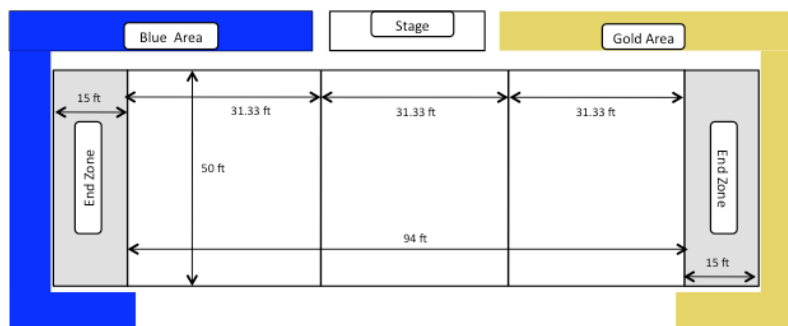 Blue Area
Stage
Gold Area
15 ft
31.33 ft
31.33 ft
31.33 ft
End Zone
50 ft
End Zone
94 ft
15 ft